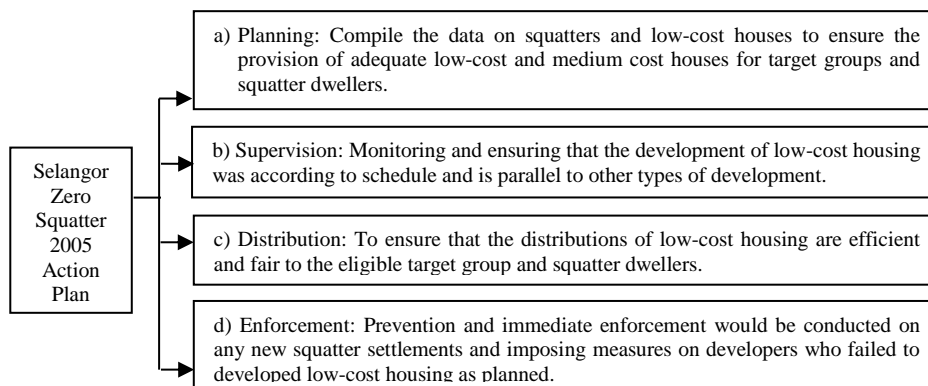 a) Planning: Compile the data on squatters and low-cost houses to ensure the
provision of adequate low-cost and medium cost houses for target groups and
squatter dwellers.
b) Supervision: Monitoring and ensuring that the development of low-cost housing
was according to schedule and is parallel to other types of development.
Selangor
Zero
Squatter
2005
Action
Plan
c) Distribution: To ensure that the distributions of low-cost housing are efficient
and fair to the eligible target group and squatter dwellers.
d) Enforcement: Prevention and immediate enforcement would be conducted on
any new squatter settlements and imposing measures on developers who failed to
developed low-cost housing as planned.